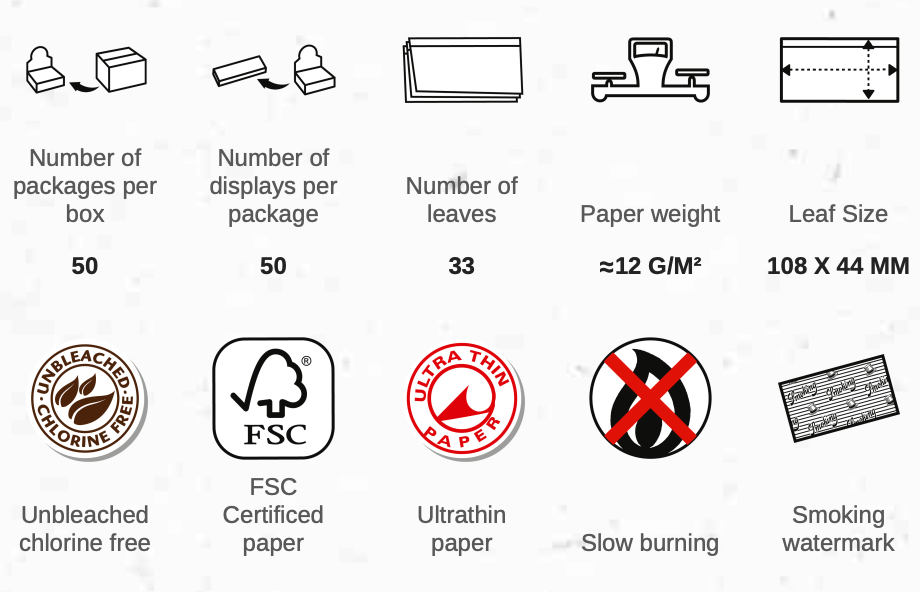 Number of
packages per
box
50
Number of
displays per
package
50
Number of
leaves
33
Paper weight
≈12 G/M²
Leaf Size
108 X 44 MM
·UNBLEACHED·
CHLORINE FREE
Unbleached
chlorine free
®
FSC
FSC
Certificed
paper
ULTRA THIN
PAPER
Ultrathin
paper
Slow burning
Smoking
Smoking
Smoking
Smoking
Smoking
Smoking
watermark